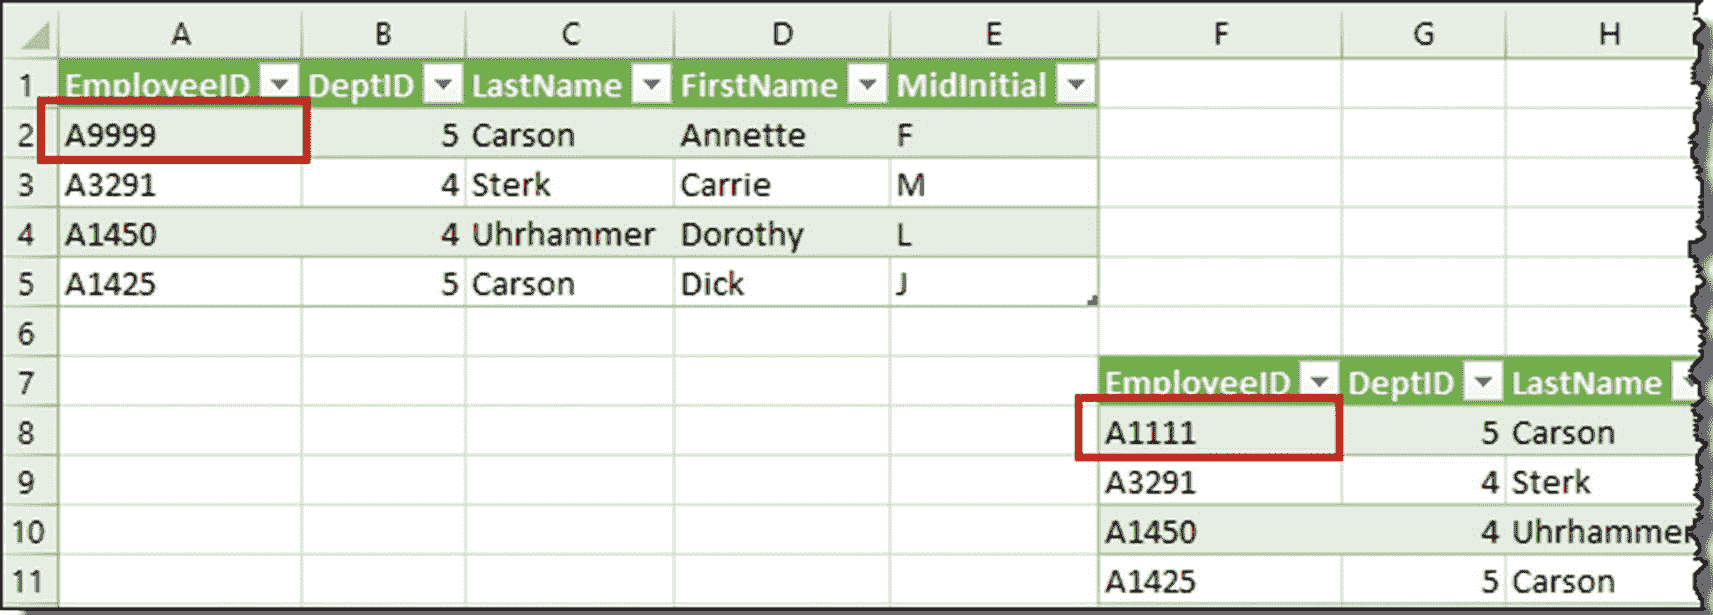 A B C D E F G H
1 EmployeeID DeptID LastName FirstName MidInitial
2 A9999 5 Carson Annette F
3 A3291 4 Sterk Carrie M
4 A1450 4 Uhrhammer Dorothy L
5 A1425 5 Carson Dick J
6
7 EmployeeID DeptID LastName
8 A1111 5 Carson
9 A3291 4 Sterk
10 A1450 4 Uhrhammer
11 A1425 5 Carson